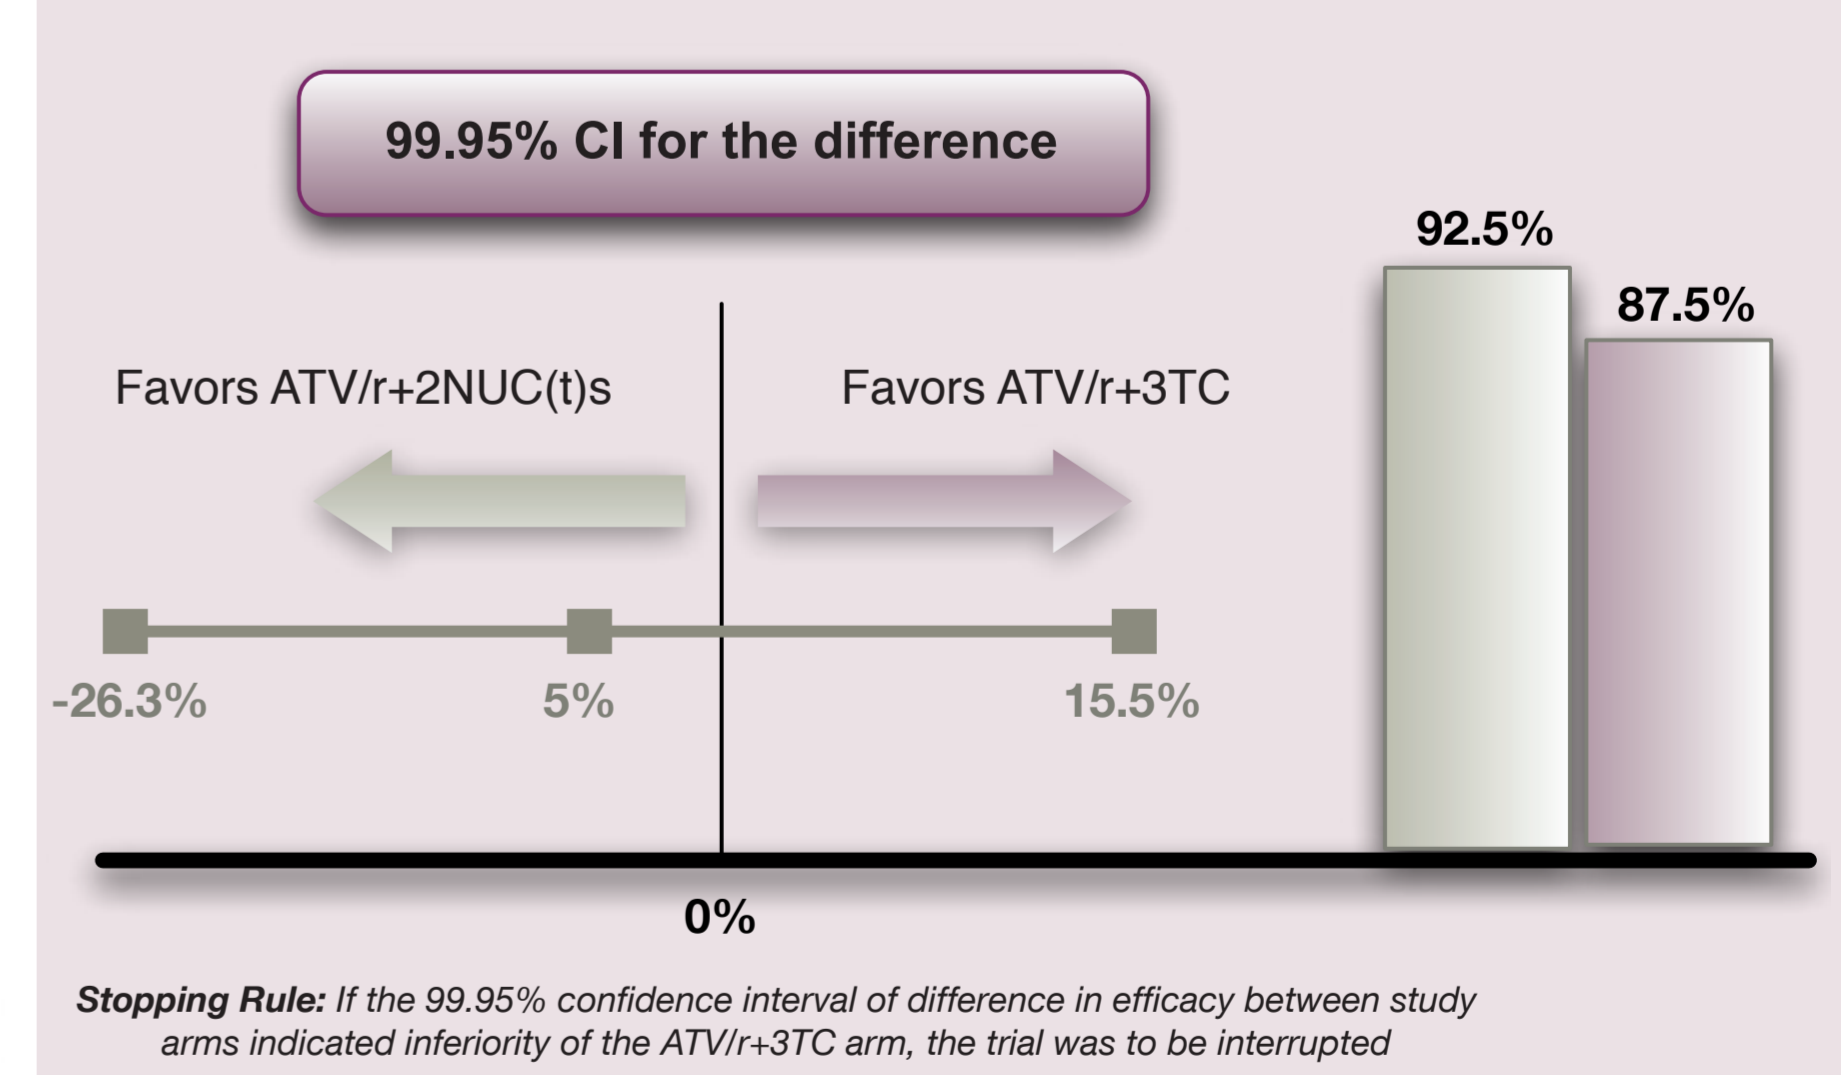 99.95% CI for the difference
92.5%
87.5%
Favors ATV/r+2NUC(t)s
Favors ATV/r+3TC
-26.3%
5%
15.5%
0%
Stopping Rule: If the 99.95% confidence interval of difference in efficacy between study
arms indicated inferiority of the ATV/r+3TC arm, the trial was to be interrupted